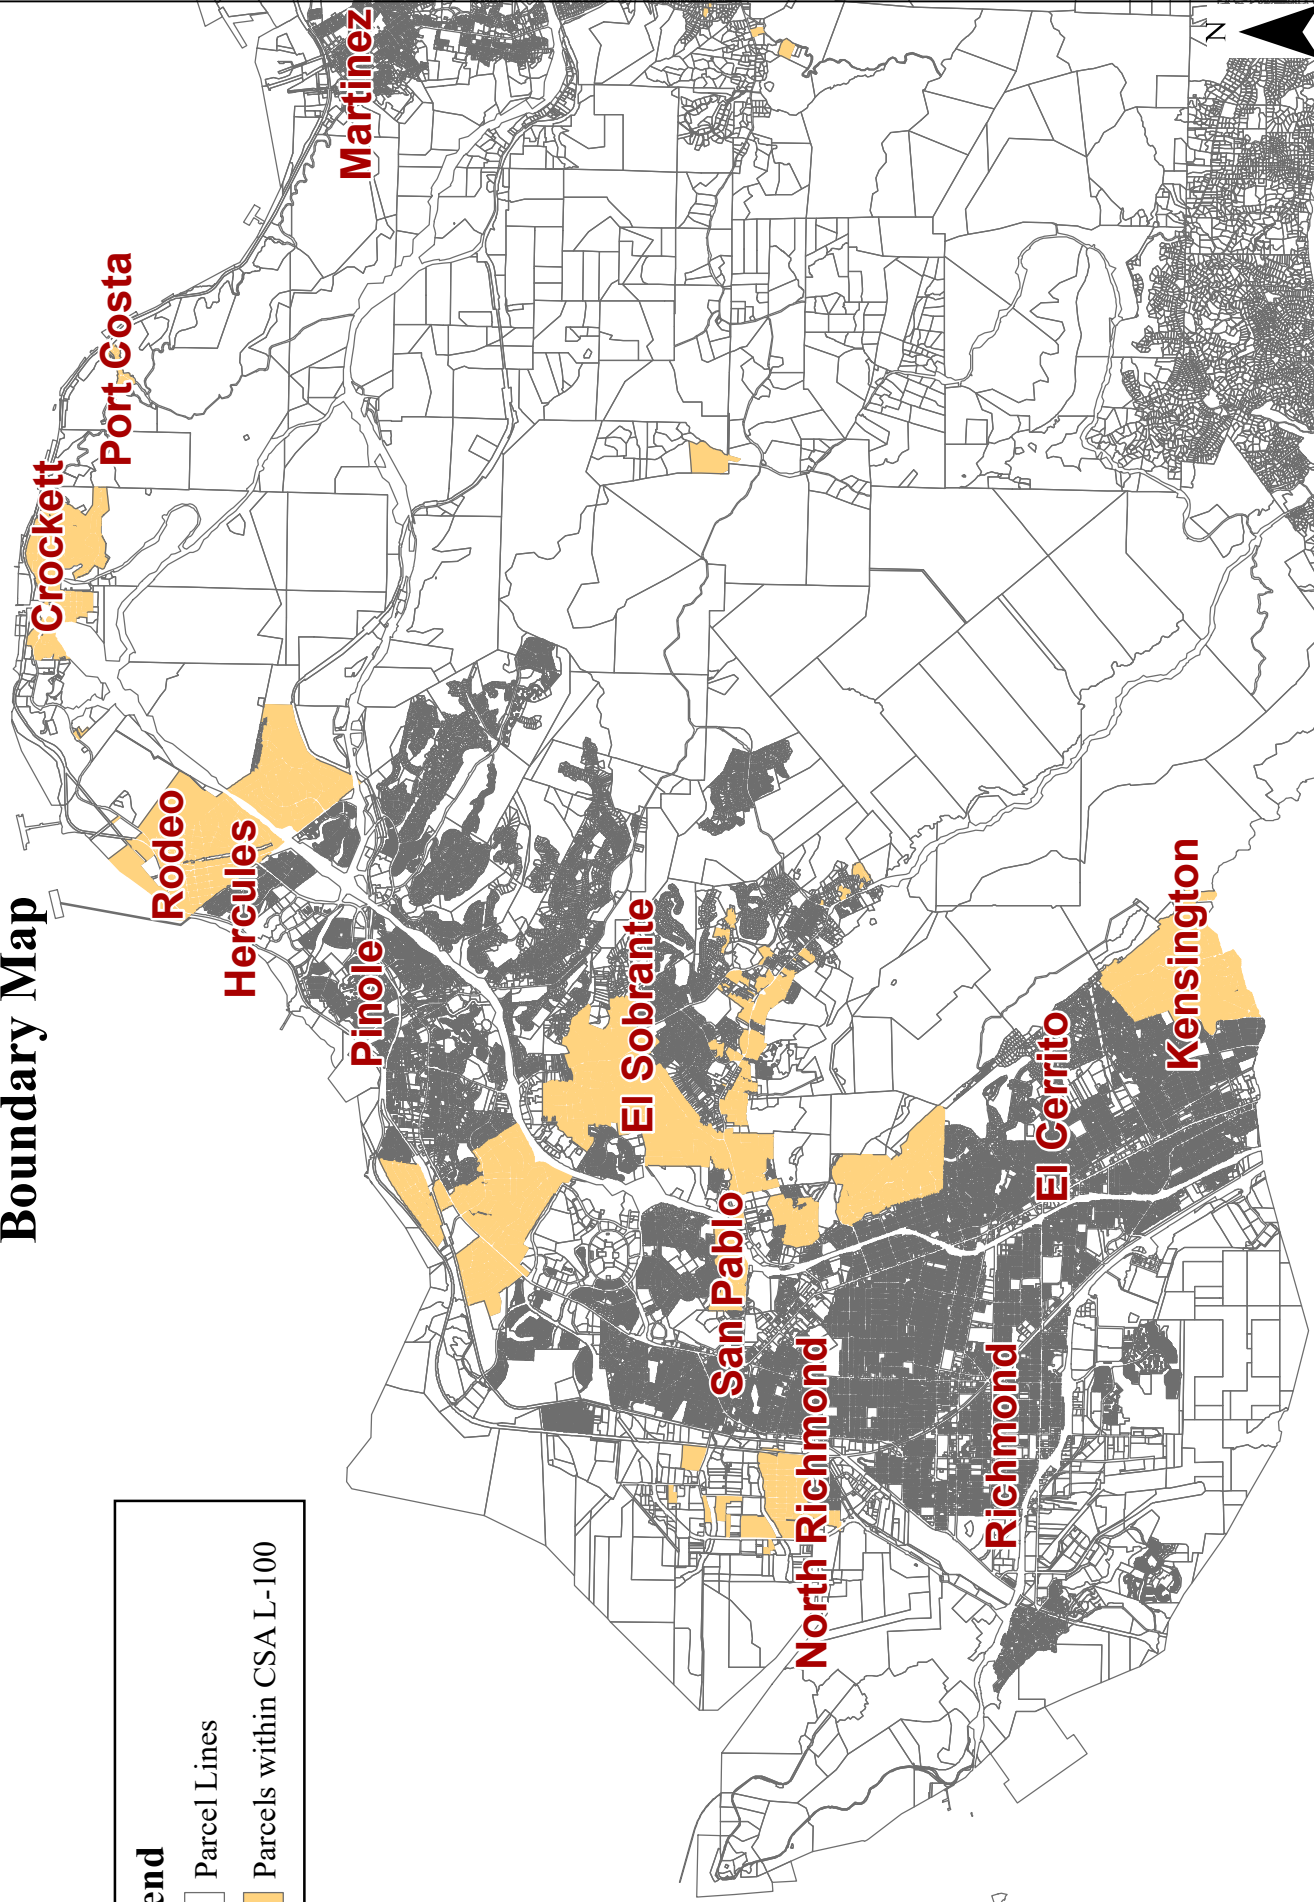 Boundary Map
end
Parcel Lines
Parcels within CSA L-100
N
Martinez
Port Costa
Crockett
Rodeo
Hercules
Pinole
El Sobrante
San Pablo
North Richmond
Richmond
El Cerrito
Kensington